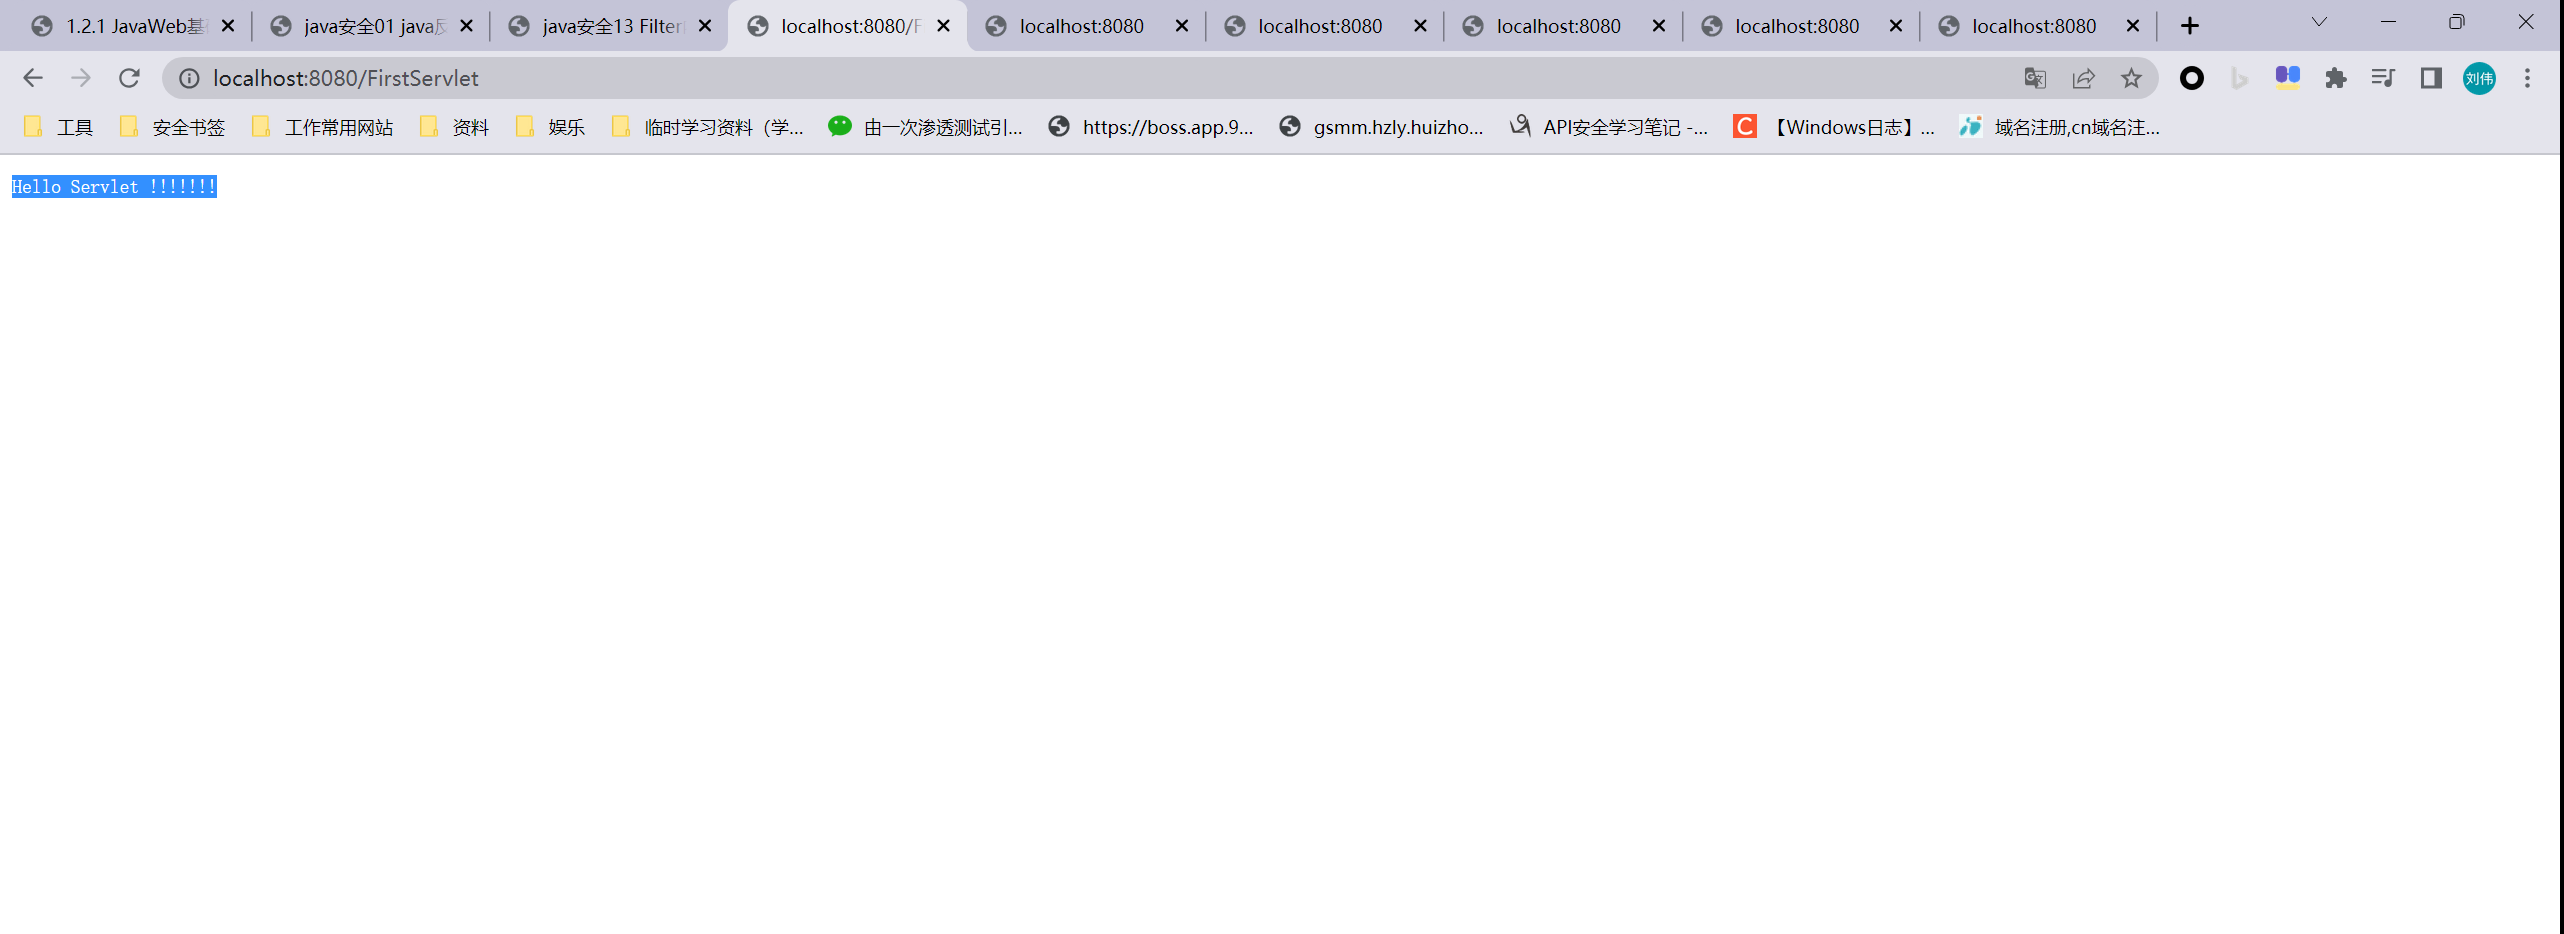 1.2.1 JavaWeb基
java安全01 java反
java安全13 Filter
localhost:8080/F
localhost:8080
localhost:8080
localhost:8080
localhost:8080
localhost:8080
localhost:8080/FirstServlet
刘伟
工具
安全书签
工作常用网站
资料
娱乐
临时学习资料（学...
由一次渗透测试引...
https://boss.app.9...
gsmm.hzly.huizho...
API安全学习笔记 -...
【Windows日志】...
域名注册,cn域名注...
Hello Servlet !!!!!!!